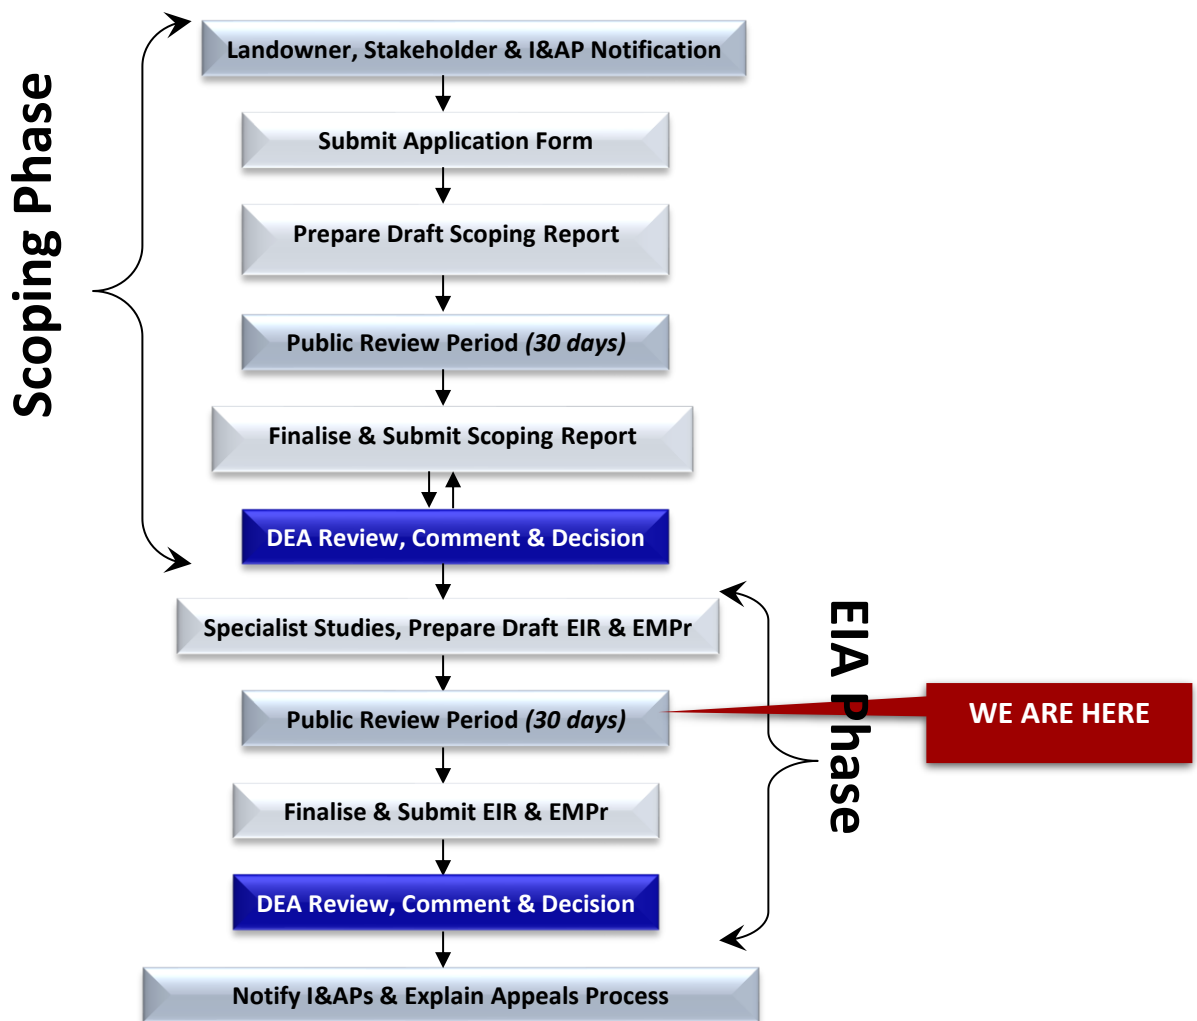 Scoping Phase
Landowner, Stakeholder & I&AP Notification
Submit Application Form
Prepare Draft Scoping Report
Public Review Period (30 days)
Finalise & Submit Scoping Report
DEA Review, Comment & Decision
EIA Phase
Specialist Studies, Prepare Draft EIR & EMPr
Public Review Period (30 days)
WE ARE HERE
Finalise & Submit EIR & EMPr
DEA Review, Comment & Decision
Notify I&APs & Explain Appeals Process